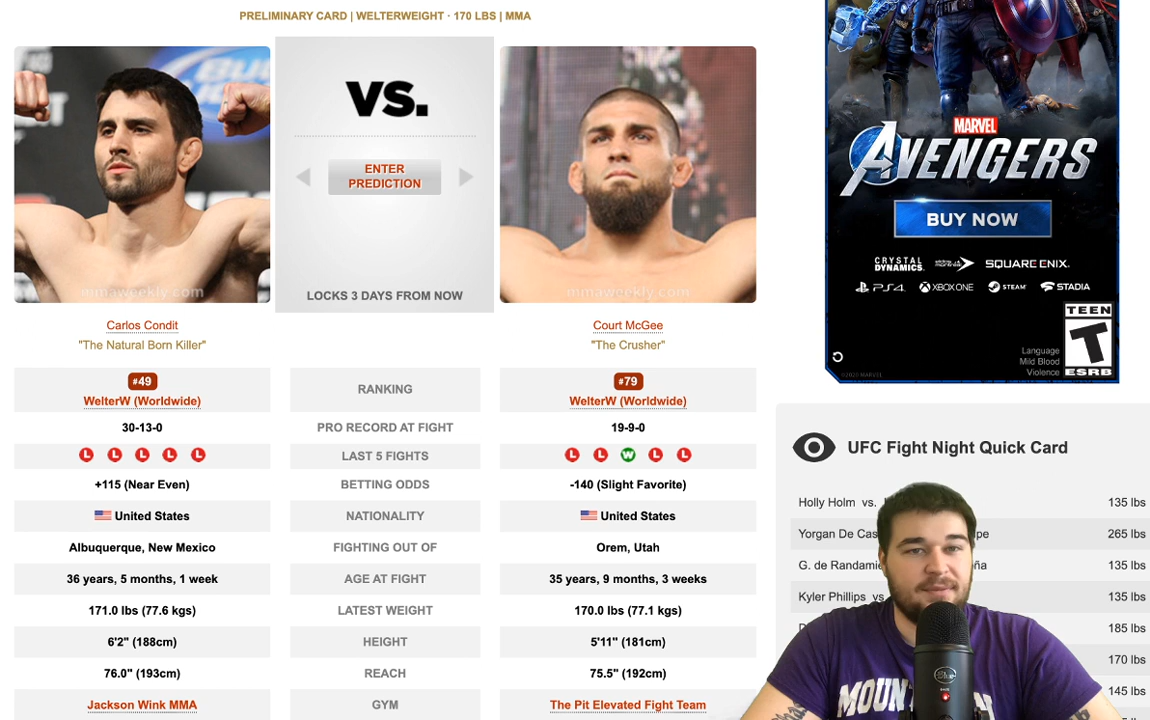 PRELIMINARY CARD | WELTERWEIGHT · 170 LBS | MMA
VS.
ENTER
PREDICTION
LOCKS 3 DAYS FROM NOW
mmaweekly.com
mmaweekly.com
Carlos Condit
Court McGee
"The Natural Born Killer"
"The Crusher"
#49 RANKING #79
WelterW (Worldwide) WelterW (Worldwide)
30-13-0 PRO RECORD AT FIGHT 19-9-0
L L L L L LAST 5 FIGHTS L L W L L
+115 (Near Even) BETTING ODDS -140 (Slight Favorite)
United States NATIONALITY United States
Albuquerque, New Mexico FIGHTING OUT OF Orem, Utah
36 years, 5 months, 1 week AGE AT FIGHT 35 years, 9 months, 3 weeks
171.0 lbs (77.6 kgs) LATEST WEIGHT 170.0 lbs (77.1 kgs)
6'2" (188cm) HEIGHT 5'11" (181cm)
76.0" (193cm) REACH 75.5" (192cm)
Jackson Wink MMA GYM The Pit Elevated Fight Team
MARVEL
AVENGERS
BUY NOW
CRYSTAL
DYNAMICS
SQUARE ENIX.
PS4 XBOX ONE STEAM STADIA
TEEN
T
ESRB
Language
Mild Blood
Violence
UFC Fight Night Quick Card
Holly Holm vs. 135 lbs
Yorgan De Cas 265 lbs
G. de Randamie 135 lbs
Kyler Phillips vs 135 lbs
185 lbs
170 lbs
145 lbs
Blue